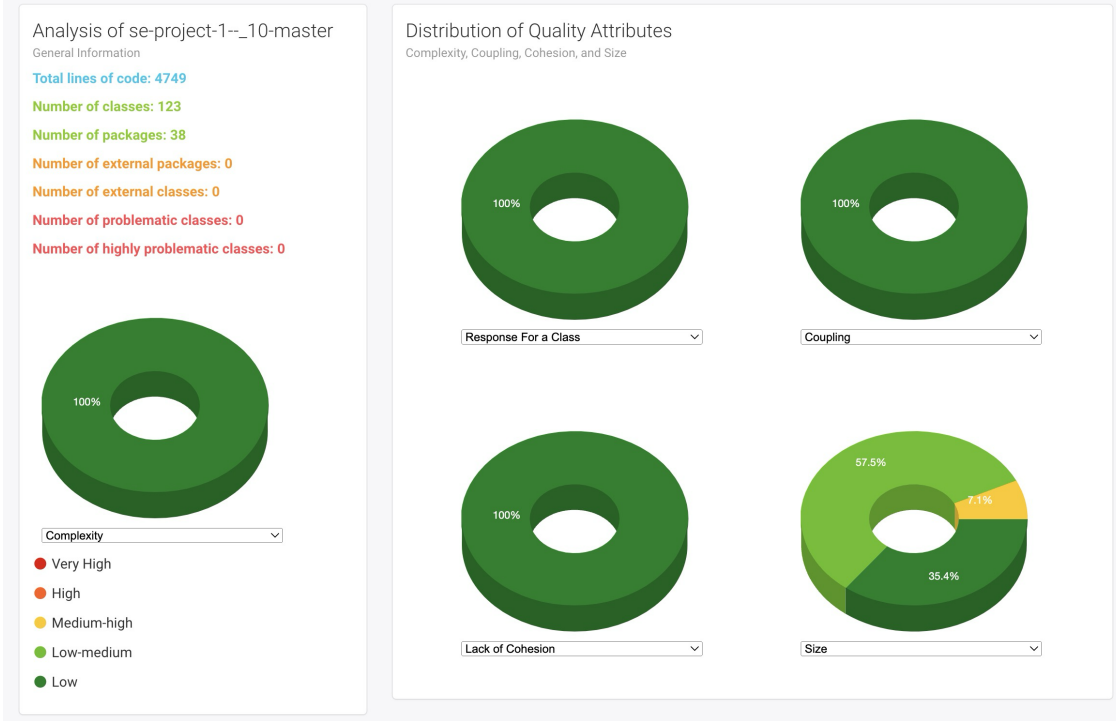 Analysis of se-project-1--_10-master
General Information
Total lines of code: 4749
Number of classes: 123
Number of packages: 38
Number of external packages: 0
Number of external classes: 0
Number of problematic classes: 0
Number of highly problematic classes: 0
100%
Complexity
Very High
High
Medium-high
Low-medium
Low
Distribution of Quality Attributes
Complexity, Coupling, Cohesion, and Size
100%
Response For a Class
100%
Coupling
100%
Lack of Cohesion
57.5%
7.1%
35.4%
Size